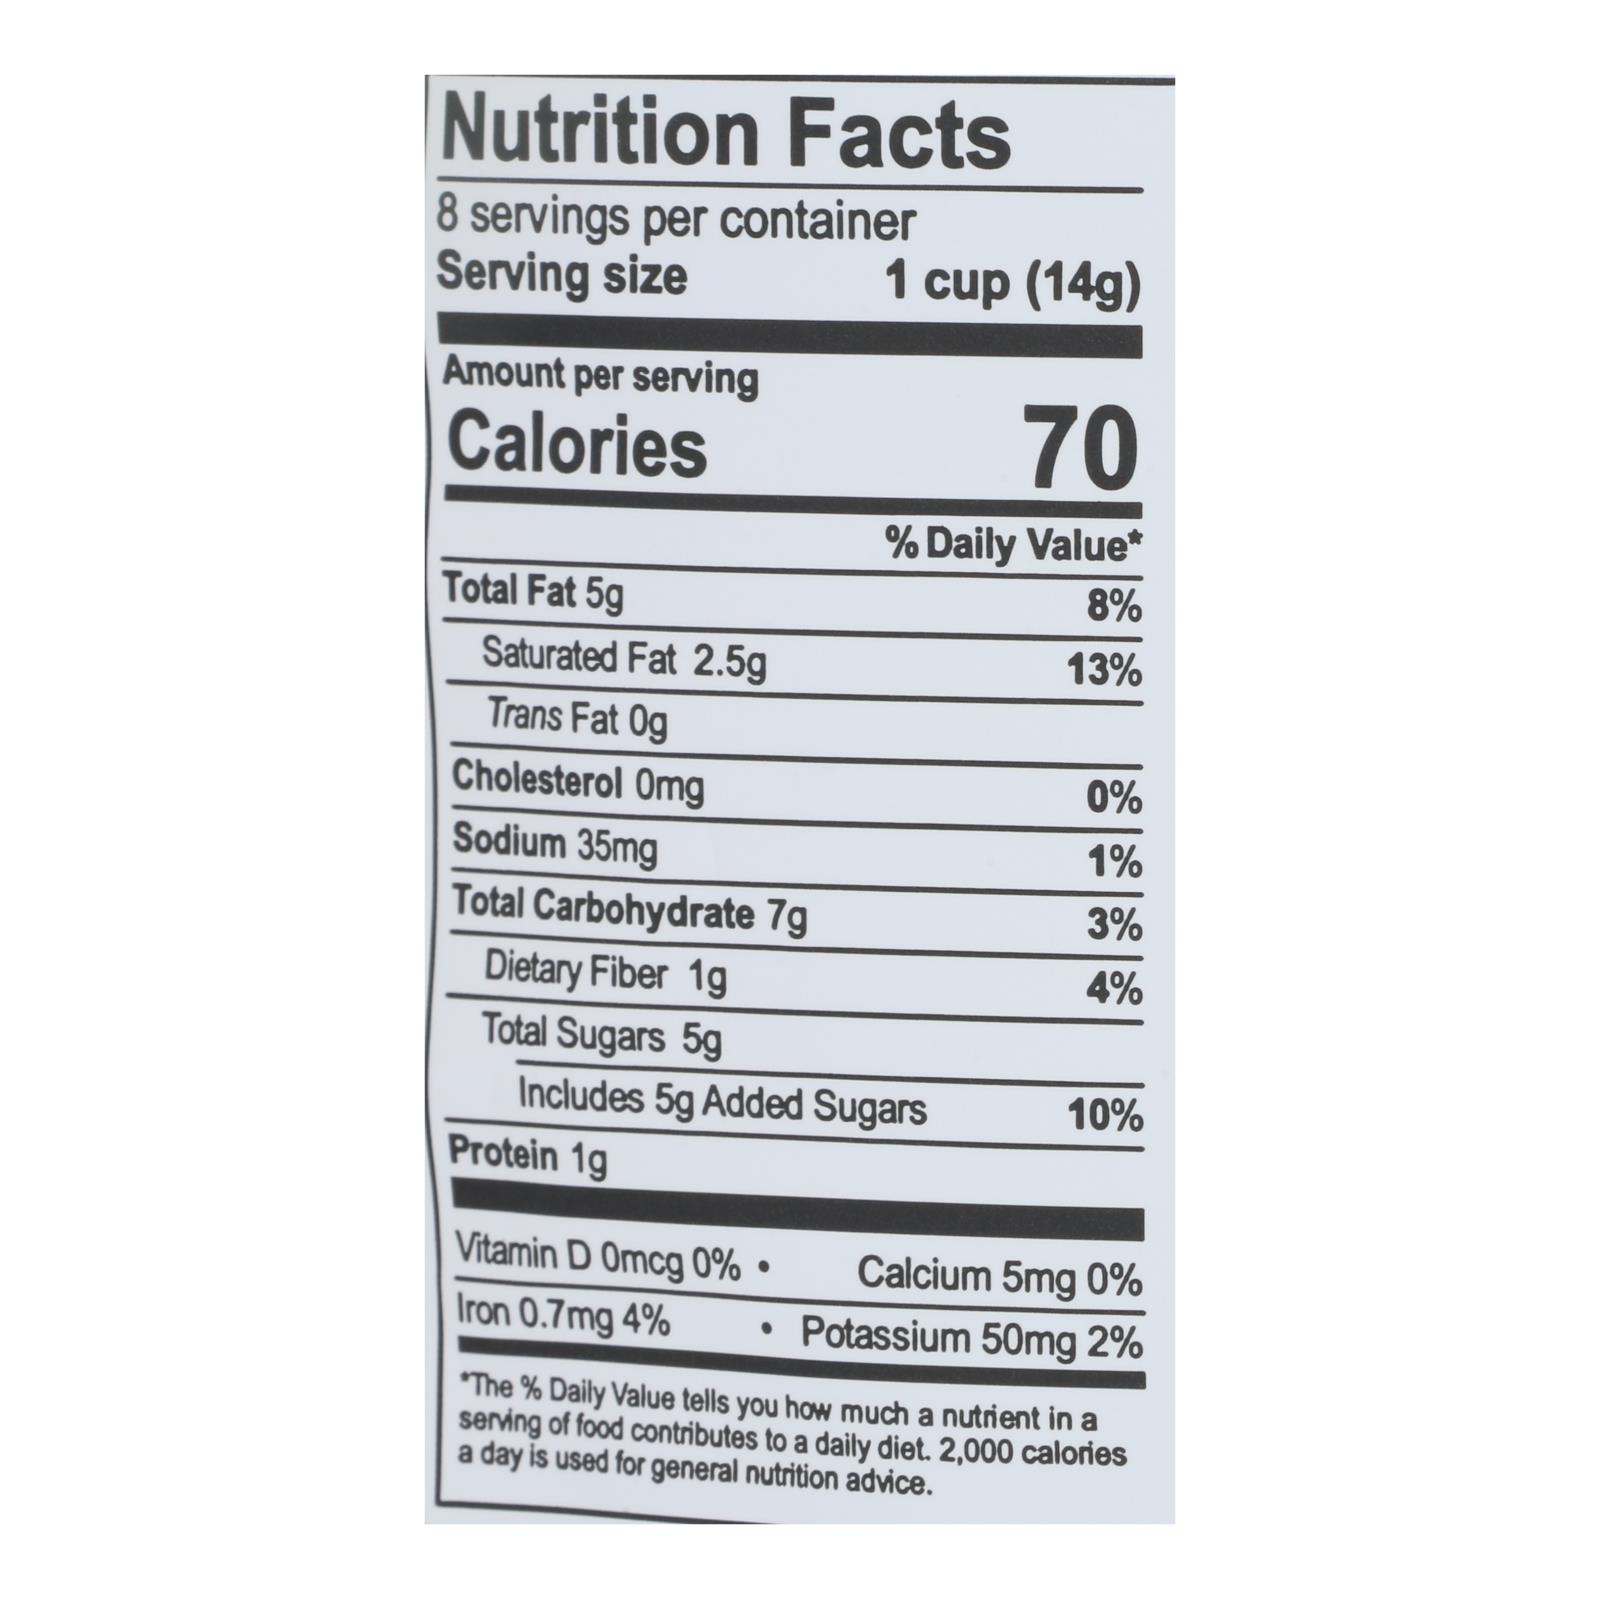 Nutrition Facts
8 servings per container
Serving size 1 cup (14g)
Amount per serving
Calories 70
% Daily Value*
Total Fat 5g 8%
Saturated Fat 2.5g 13%
Trans Fat 0g
Cholesterol 0mg 0%
Sodium 35mg 1%
Total Carbohydrate 7g 3%
Dietary Fiber 1g 4%
Total Sugars 5g
Includes 5g Added Sugars 10%
Protein 1g
Vitamin D 0mcg 0% • Calcium 5mg 0%
Iron 0.7mg 4% • Potassium 50mg 2%
*The % Daily Value tells you how much a nutrient in a
serving of food contributes to a daily diet. 2,000 calories
a day is used for general nutrition advice.